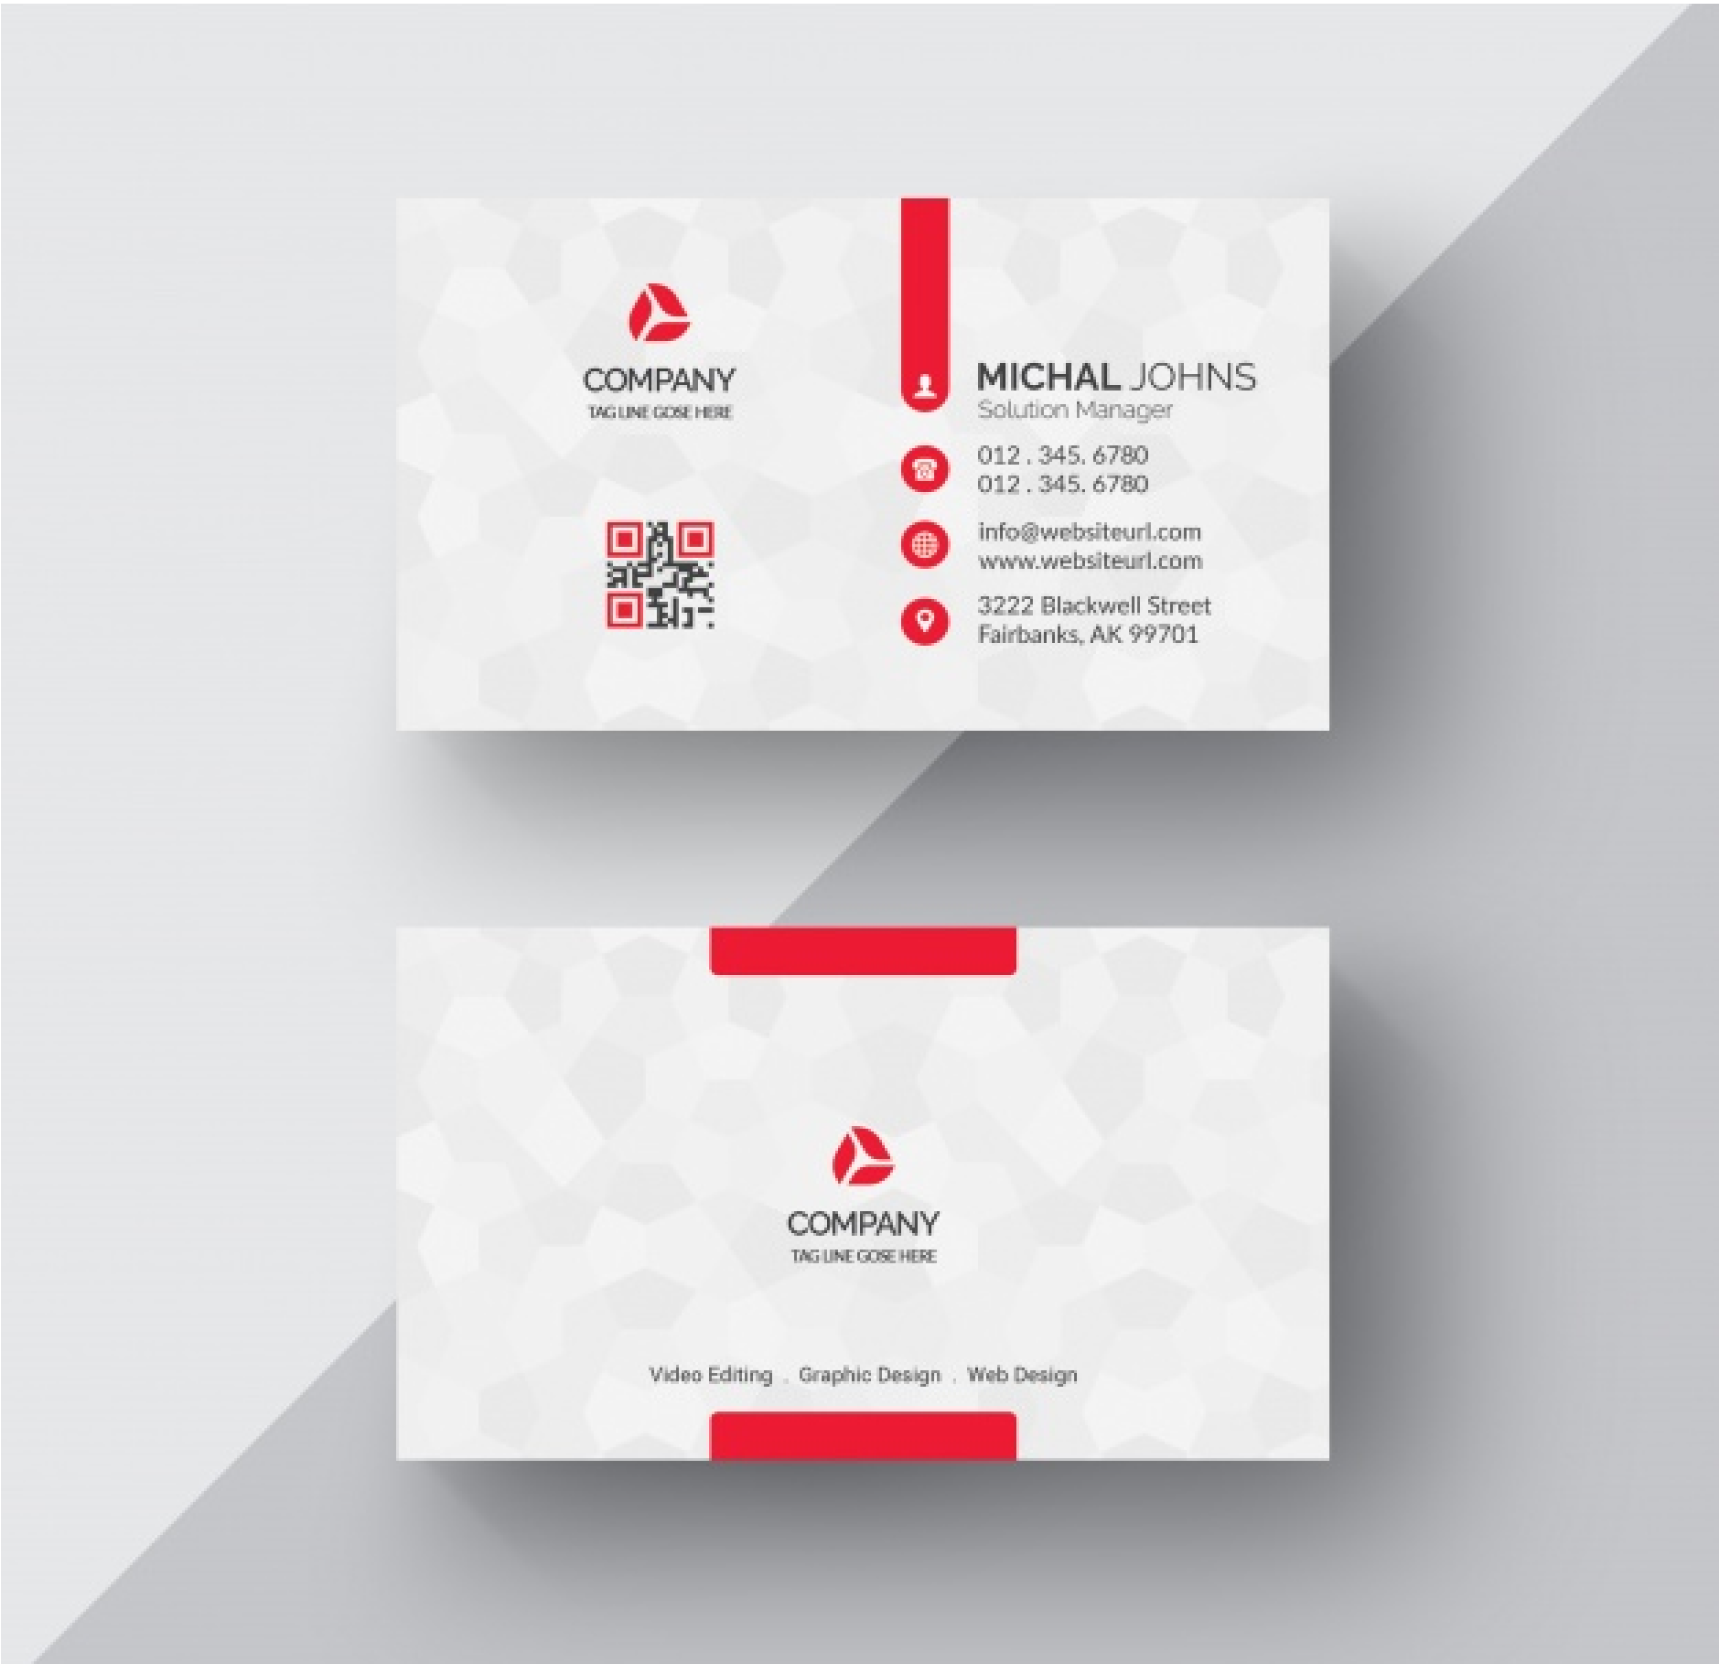 COMPANY
TAG LINE GOSE HERE
MICHAL JOHNS
Solution Manager
012 . 345. 6780
012 . 345. 6780
info@websiteurl.com
www.websiteurl.com
3222 Blackwell Street
Fairbanks, AK 99701
COMPANY
TAG LINE GOSE HERE
Video Editing . Graphic Design . Web Design